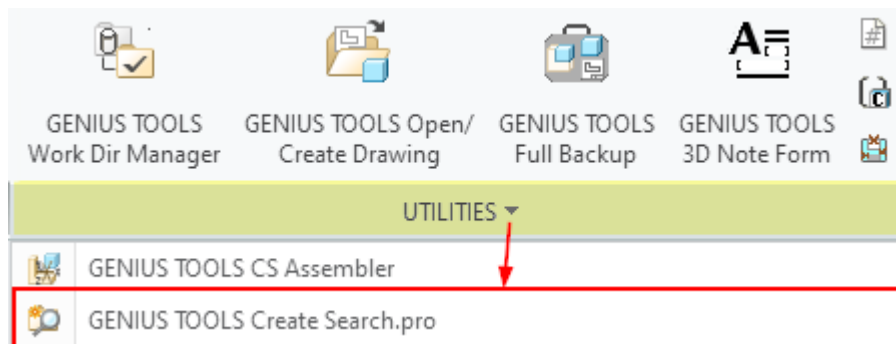 GENIUS TOOLS
Work Dir Manager
GENIUS TOOLS Open/
Create Drawing
GENIUS TOOLS
Full Backup
GENIUS TOOLS
3D Note Form
UTILITIES
GENIUS TOOLS CS Assembler
GENIUS TOOLS Create Search.pro